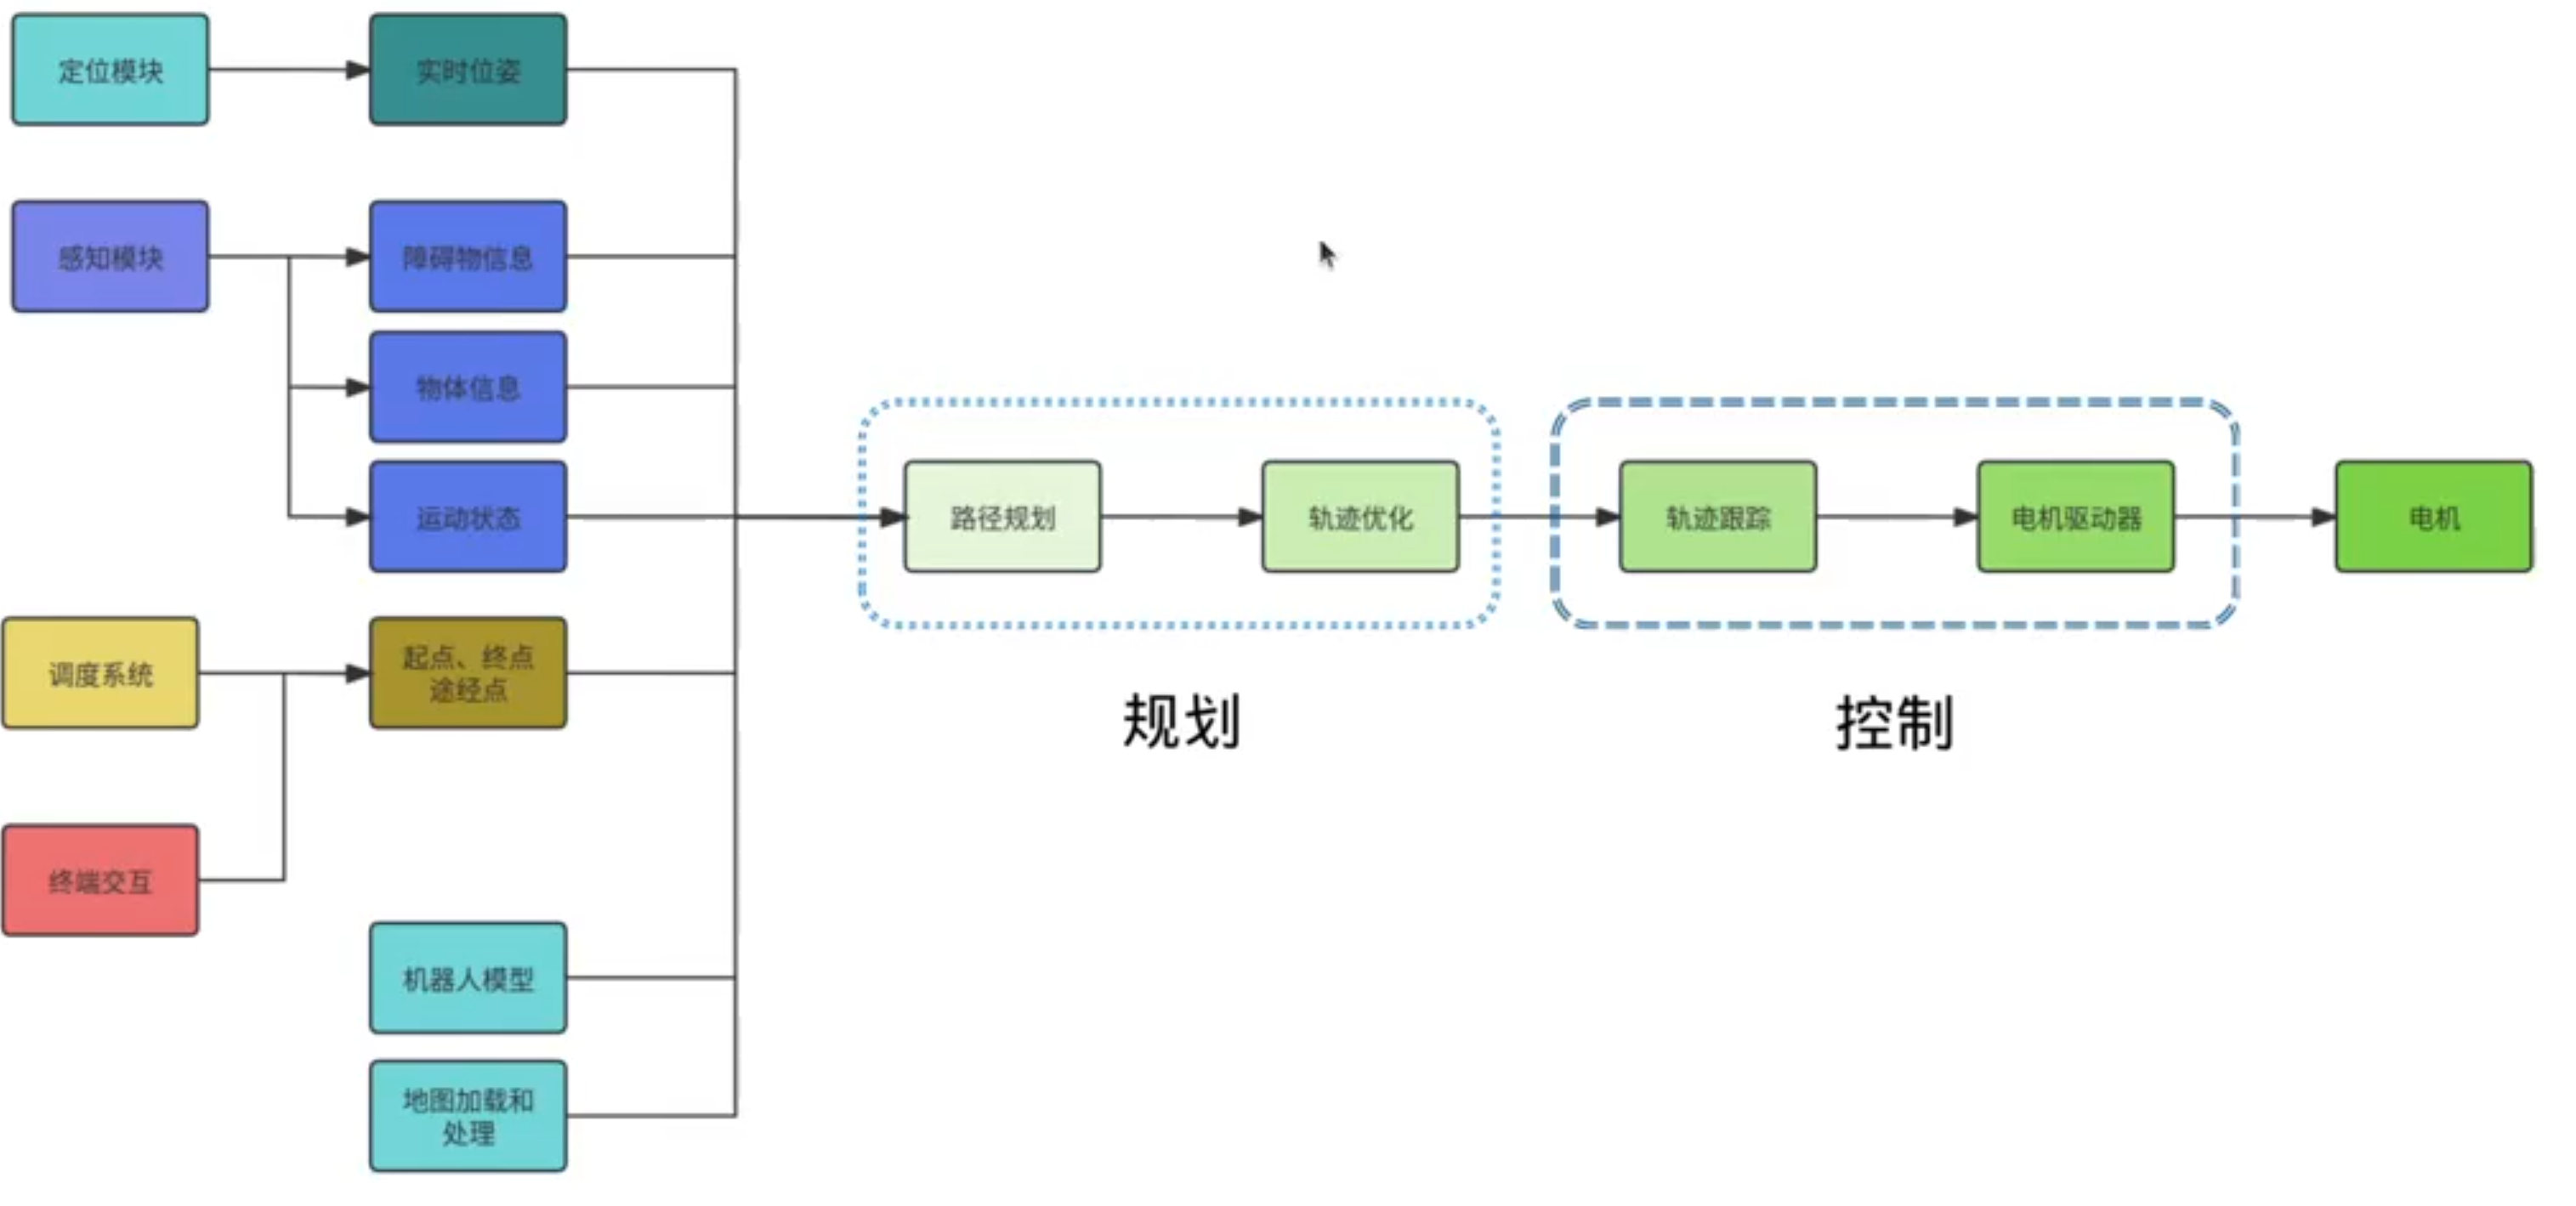 定位模块
实时位姿
感知模块
障碍物信息
物体信息
运动状态
路径规划
轨迹优化
轨迹跟踪
电机驱动器
电机
调度系统
起点、终点
途经点
规划
控制
终端交互
机器人模型
地图加载和
处理